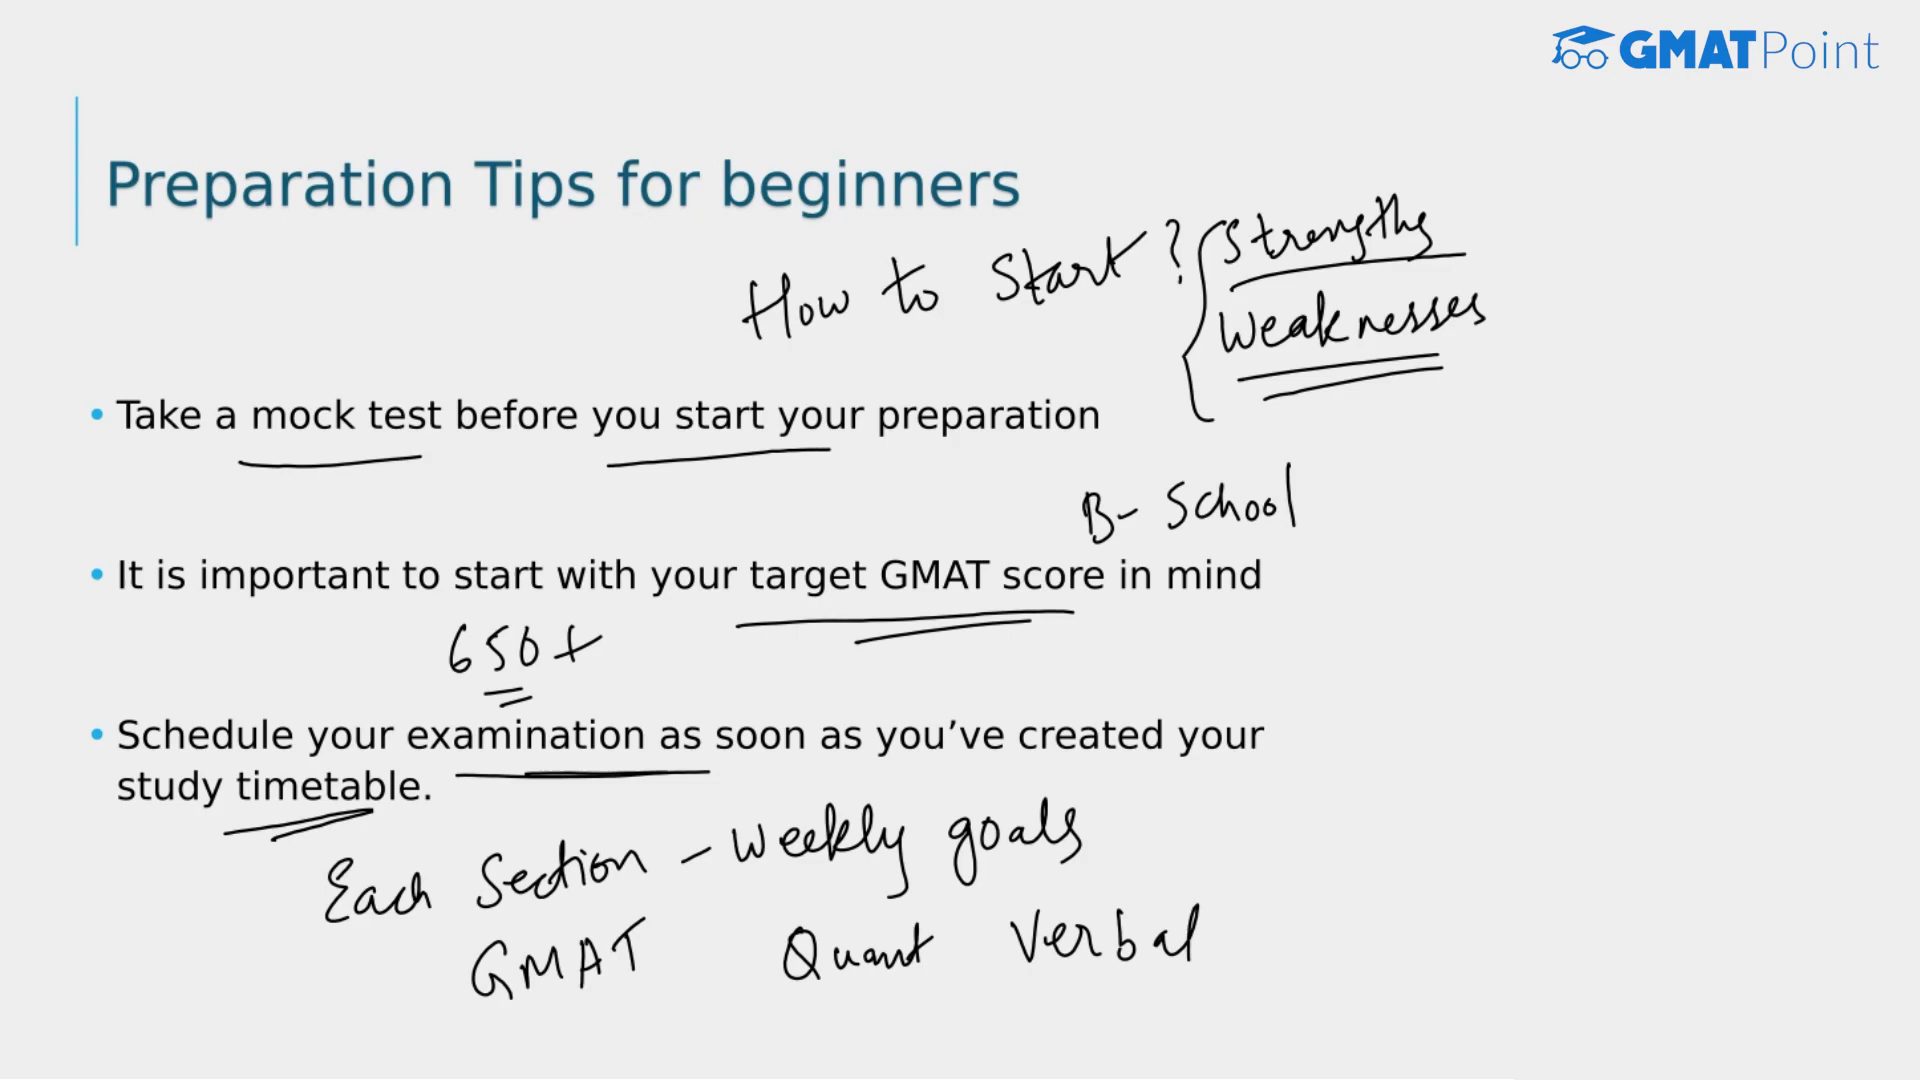 GMAT Point
Preparation Tips for beginners
How to Start ?
Strengths
Weaknesses
• Take a mock test before you start your preparation
B- School
• It is important to start with your target GMAT score in mind
650+
• Schedule your examination as soon as you’ve created your
study timetable.
Each Section - Weekly goals
GMAT Quant Verbal